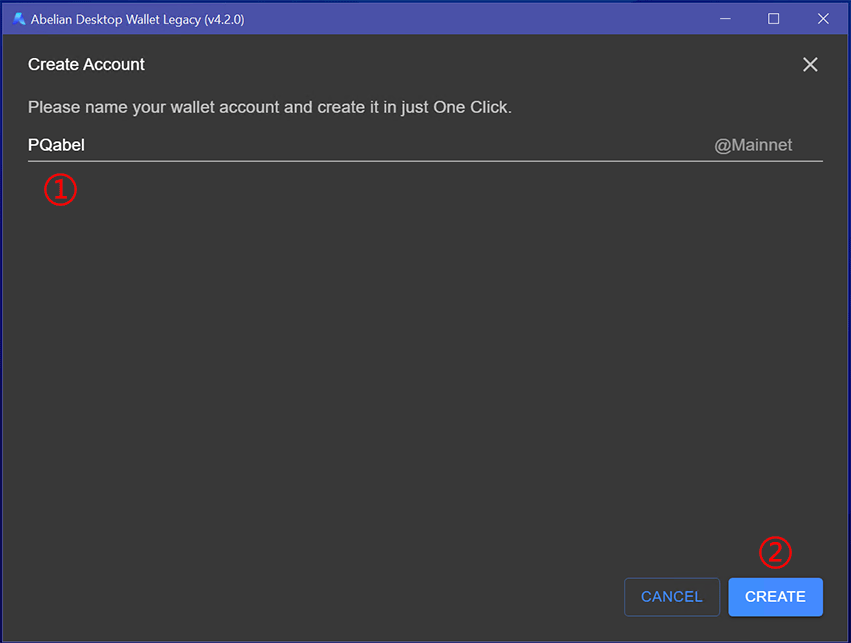 Abelian Desktop Wallet Legacy (v4.2.0)
Create Account
Please name your wallet account and create it in just One Click.
PQabel @Mainnet
①
②
CANCEL CREATE